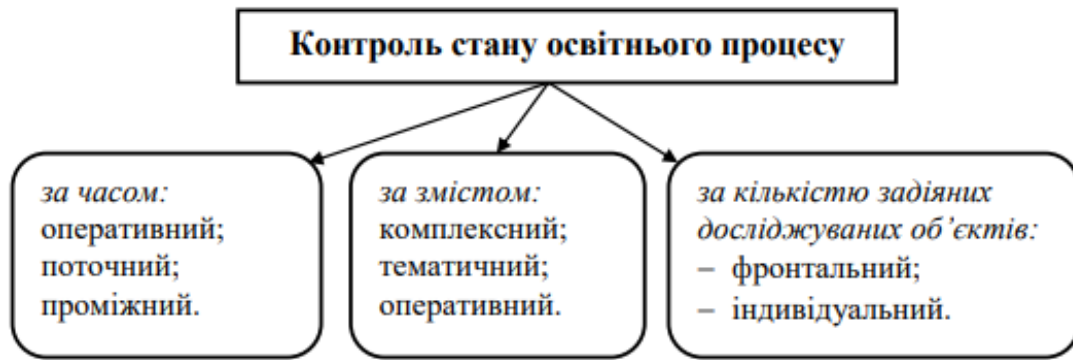 Контроль стану освітнього процесу
за часом:
оперативний;
поточний;
проміжний.
за змістом:
комплексний;
тематичний;
оперативний.
за кількістю задіяних
досліджуваних об’єктів:
– фронтальний;
– індивідуальний.